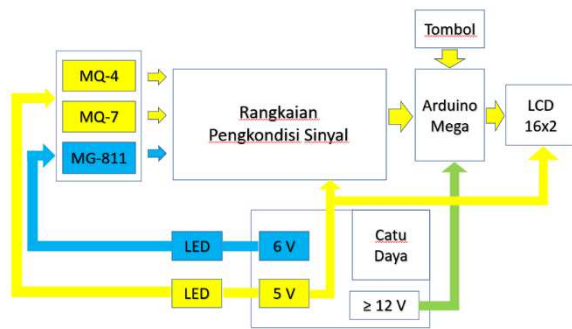 Tombol
MQ-4
MQ-7
MG-811
Rangkaian
Pengkondisi Sinyal
Arduino
Mega
LCD
16x2
LED
6 V
Catu
Daya
LED
5 V
≥ 12 V